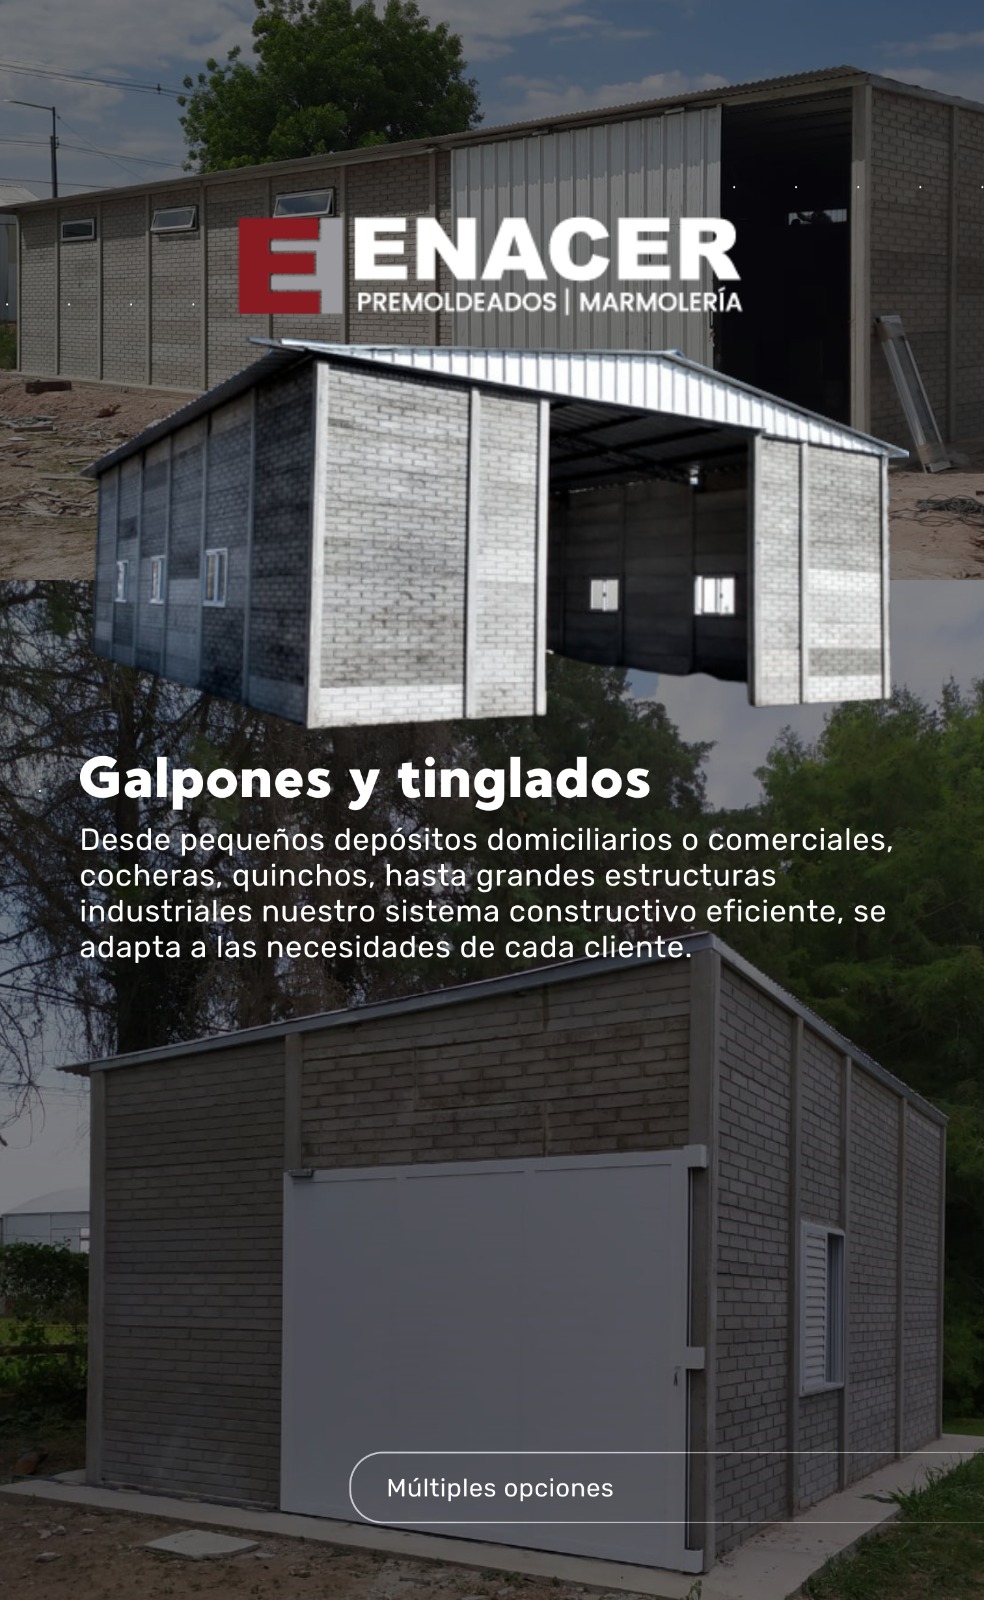 ENACER
PREMOLDEADOS | MARMOLERÍA
Galpones y tinglados
Desde pequeños depósitos domiciliarios o comerciales,
cocheras, quinchos, hasta grandes estructuras
industriales nuestro sistema constructivo eficiente, se
adapta a las necesidades de cada cliente.
Múltiples opciones